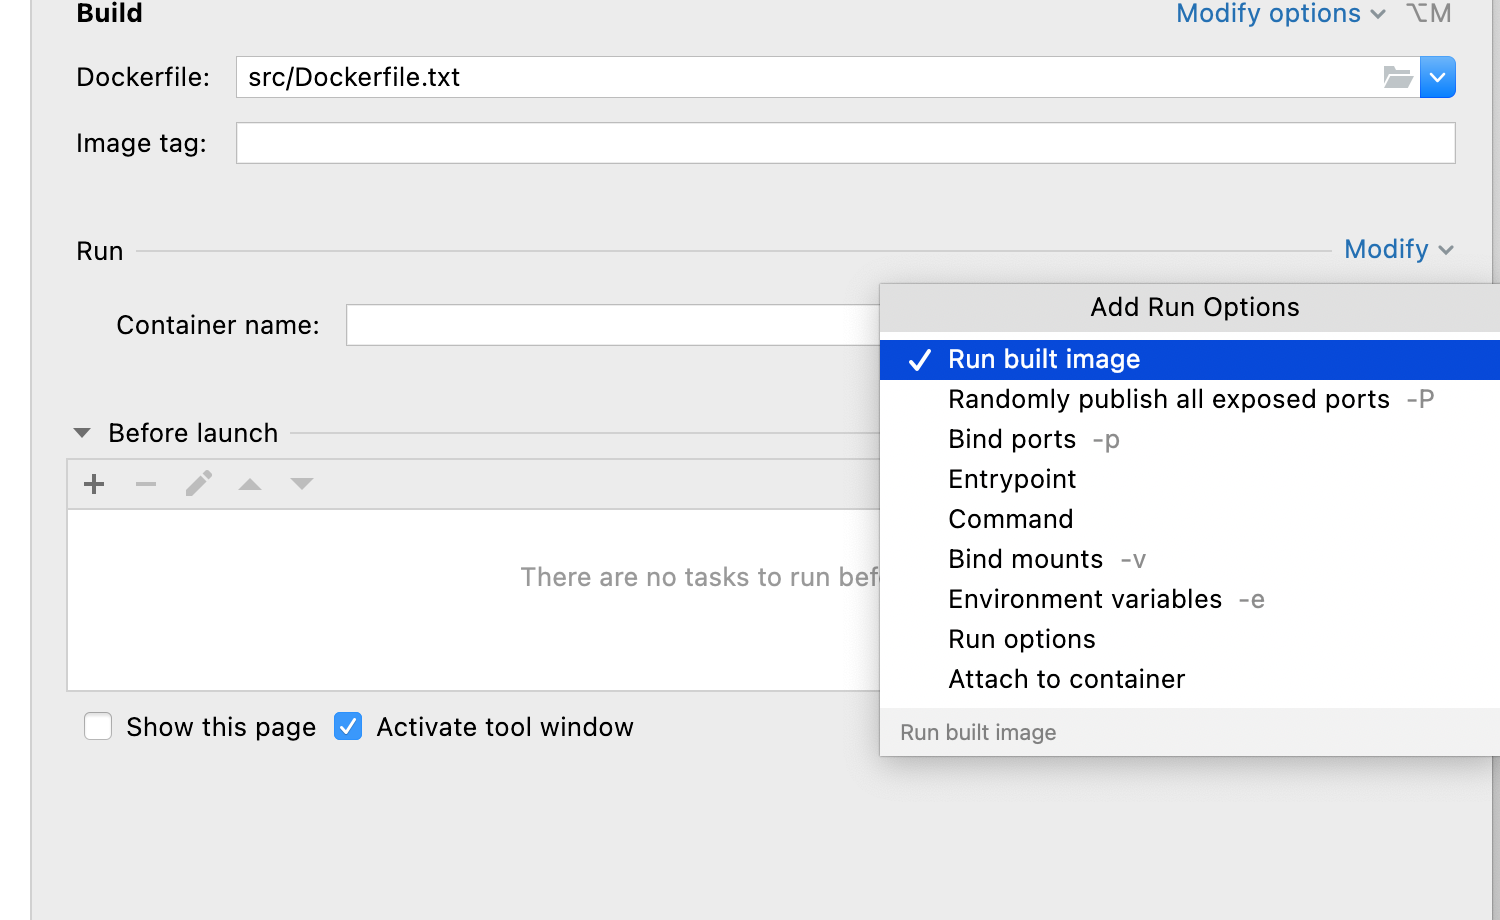 Build
Modify options ⌥M
Dockerfile: src/Dockerfile.txt
Image tag:
Run
Modify
Container name:
Add Run Options
Run built image
Randomly publish all exposed ports -P
Bind ports -p
Entrypoint
Command
Bind mounts -v
Environment variables -e
Run options
Attach to container
Run built image
Before launch
There are no tasks to run
Show this page
Activate tool window